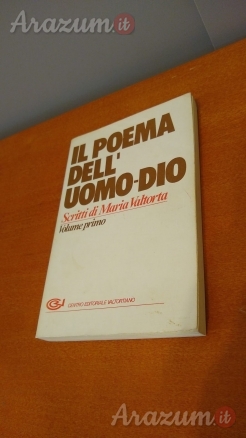 Arazum.it
IL POEMA
DELL'
UOMO-DIO
Scritti di Maria Valtorta
Volume primo
CENTRO EDITORIALE VALTORTIANO
Arazum.it